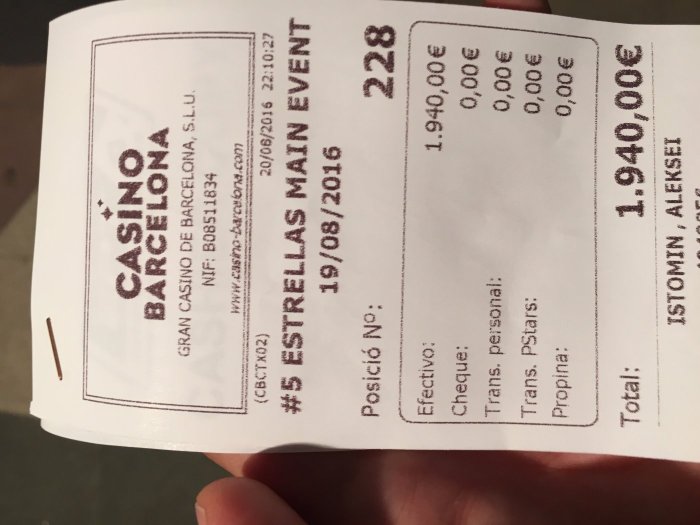 CASINO
BARCELONA
GRAN CASINO DE BARCELONA, S.L.U.
NIF: B08511834
www.casino-barcelona.com
(CBCTX02) 20/08/2016 22:10:27
#5 ESTRELLAS MAIN EVENT
19/08/2016
Posició Nº: 228
Efectivo: 1.940,00€
Cheque: 0,00€
Trans. personal: 0,00€
Trans. PStars: 0,00€
Propina: 0,00€
Total: 1.940,00€
ISTOMIN, ALEKSEI